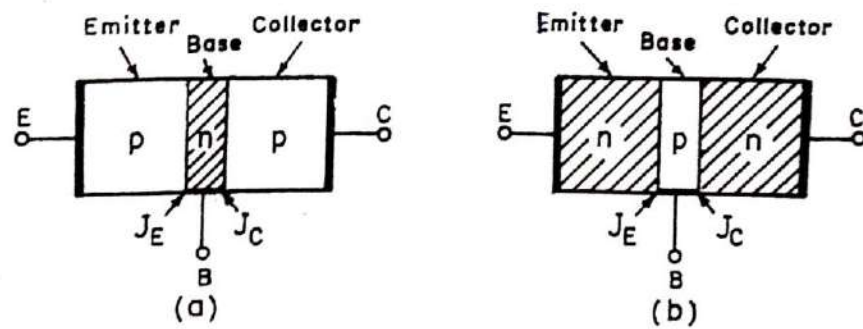 Emitter Base Collector
E p n p C
J_E J_C
B
(a)
Emitter Base Collector
E n p n C
J_E J_C
B
(b)